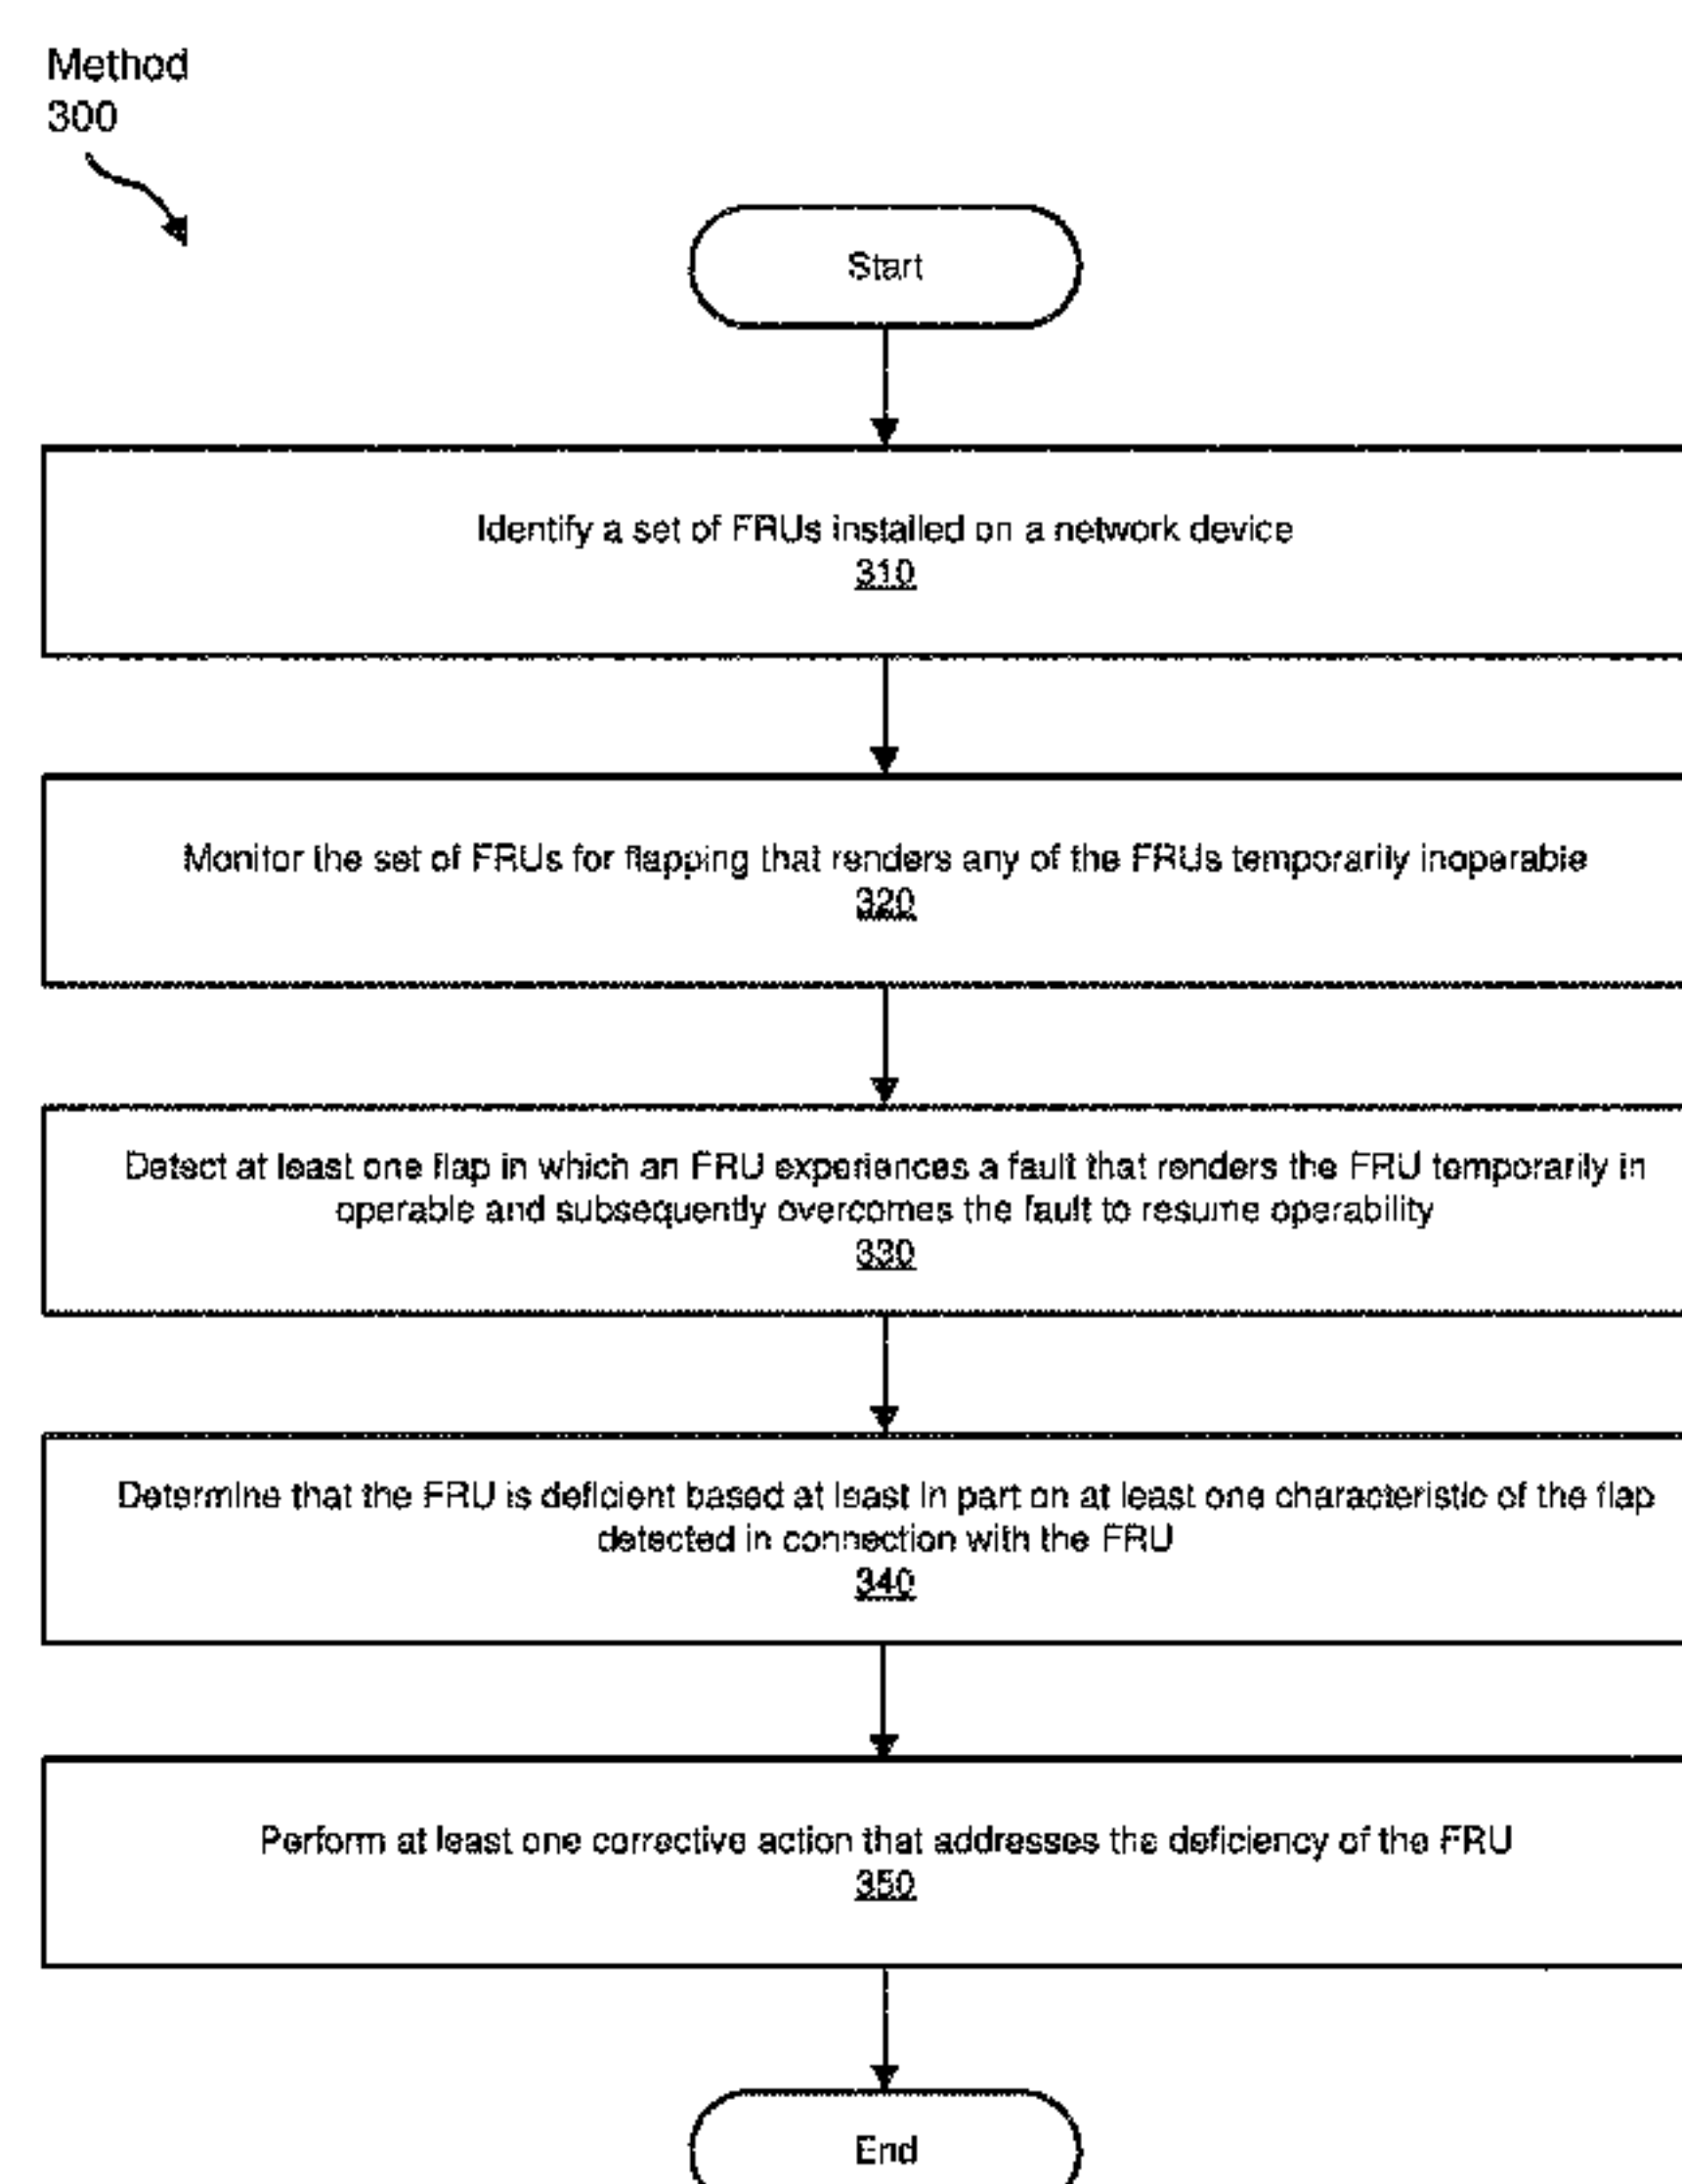 Method
300
Start
Identify a set of FRUs installed on a network device
310
Monitor the set of FRUs for flapping that renders any of the FRUs temporarily inoperable
320
Detect at least one flap in which an FRU experiences a fault that renders the FRU temporarily in
operable and subsequently overcomes the fault to resume operability
330
Determine that the FRU is deficient based at least in part on at least one characteristic of the flap
detected in connection with the FRU
340
Perform at least one corrective action that addresses the deficiency of the FRU
350
End